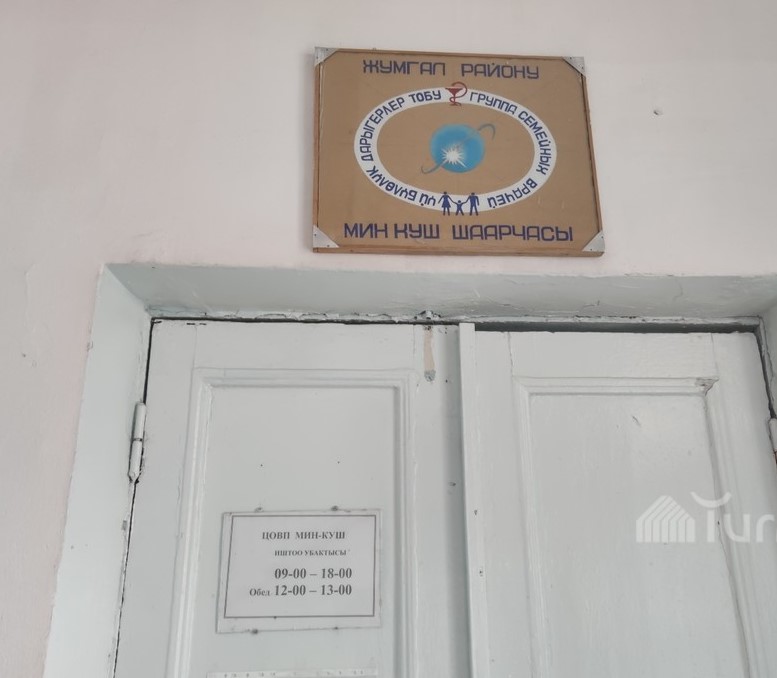 ЖУМГАЛ РАЙОНУ
ҮЙ БҮЛӨЛҮК ДАРЫГЕРЛЕР ТОБУ
ГРУППА СЕМЕЙНЫХ ВРАЧЕЙ
МИН КУШ ШААРЧАСЫ
ЦОВП МИН-КУШ
ИШТОО УБАКТЫСЫ
09-00 – 18-00
Обед 12-00 – 13-00